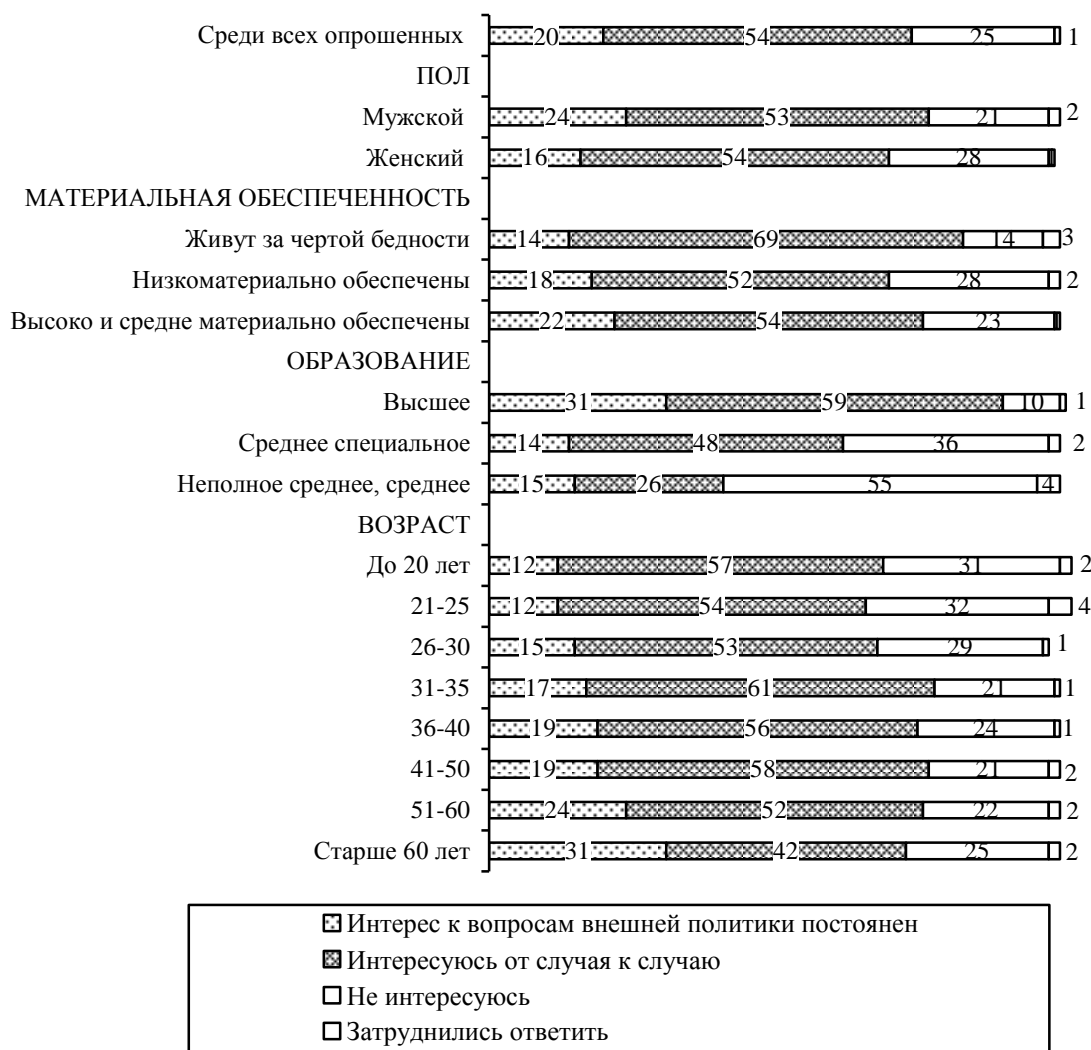 Среди всех опрошенных 20 54 25 1
ПОЛ
Мужской 24 53 21 2
Женский 16 54 28
МАТЕРИАЛЬНАЯ ОБЕСПЕЧЕННОСТЬ
Живут за чертой бедности 14 69 14 3
Низкоматериально обеспечены 18 52 28 2
Высоко и средне материально обеспечены 22 54 23
ОБРАЗОВАНИЕ
Высшее 31 59 10 1
Среднее специальное 14 48 36 2
Неполное среднее, среднее 15 26 55 4
ВОЗРАСТ
До 20 лет 12 57 31 2
21-25 12 54 32 4
26-30 15 53 29 1
31-35 17 61 21 1
36-40 19 56 24 1
41-50 19 58 21 2
51-60 24 52 22 2
Старше 60 лет 31 42 25 2
Интерес к вопросам внешней политики постоянен
Интересуюсь от случая к случаю
Не интересуюсь
Затруднились ответить